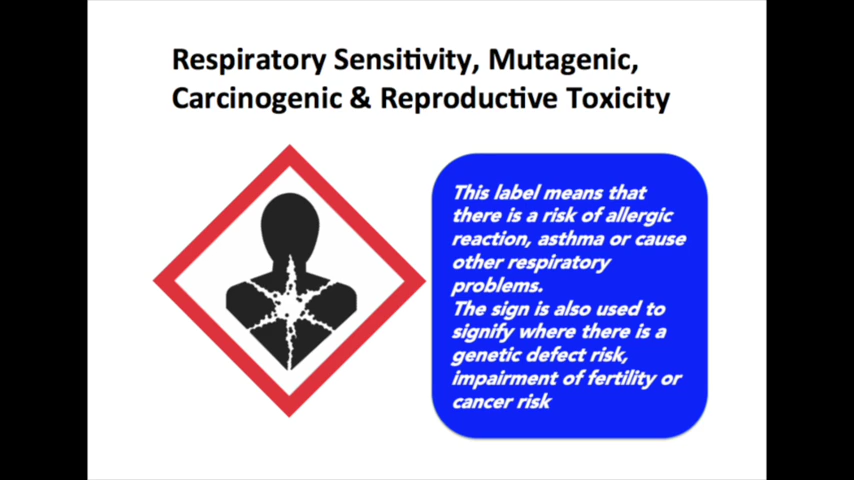 Respiratory Sensitivity, Mutagenic,
Carcinogenic & Reproductive Toxicity
This label means that
there is a risk of allergic
reaction, asthma or cause
other respiratory
problems.
The sign is also used to
signify where there is a
genetic defect risk,
impairment of fertility or
cancer risk